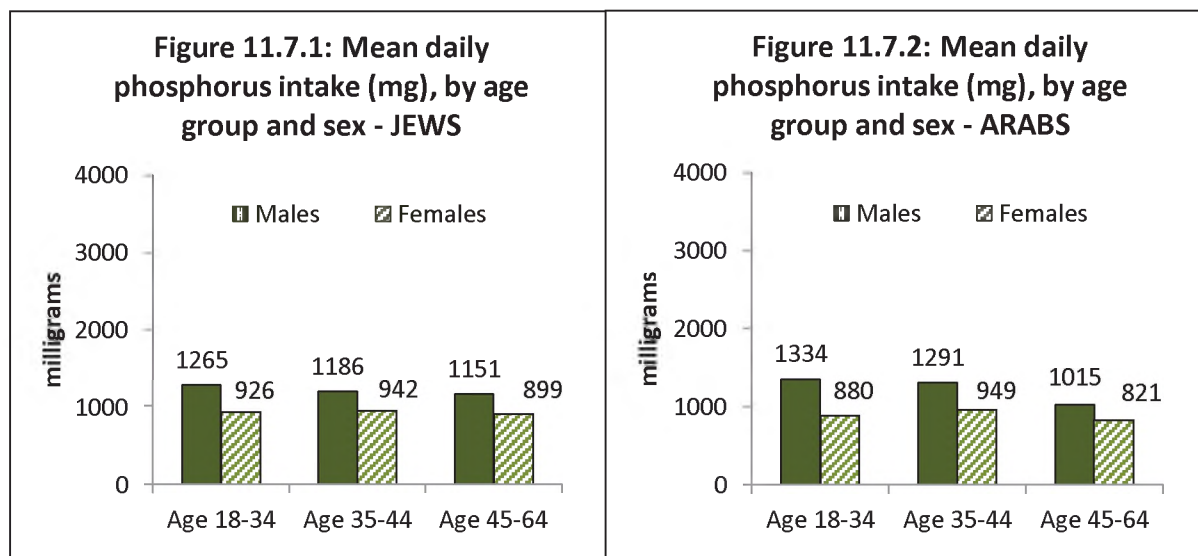 Figure 11.7.1: Mean daily
phosphorus intake (mg), by age
group and sex - JEWS
4000
3000
2000
1000
0
milligrams
Males Females
1265 926 1186 942 1151 899
Age 18-34 Age 35-44 Age 45-64
Figure 11.7.2: Mean daily
phosphorus intake (mg), by age
group and sex - ARABS
4000
3000
2000
1000
0
milligrams
Males Females
1334 880 1291 949 1015 821
Age 18-34 Age 35-44 Age 45-64